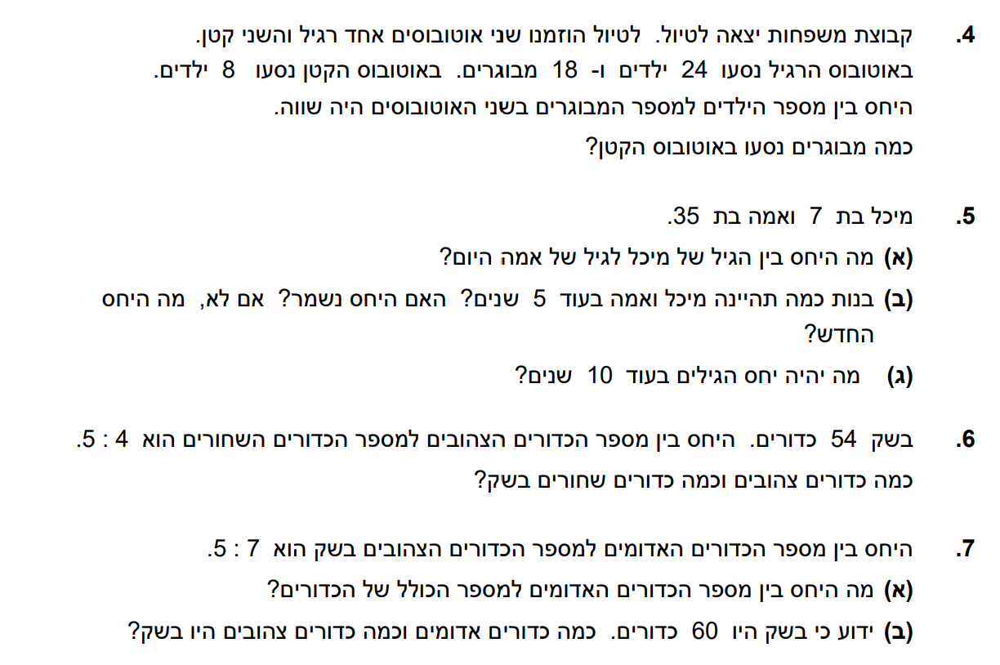 4. קבוצת משפחות יצאה לטיול. לטיול הוזמנו שני אוטובוסים אחד רגיל והשני קטן.
באוטובוס הרגיל נסעו 24 ילדים ו- 18 מבוגרים. באוטובוס הקטן נסעו 8 ילדים.
היחס בין מספר הילדים למספר המבוגרים בשני האוטובוסים היה שווה.
כמה מבוגרים נסעו באוטובוס הקטן?
5. מיכל בת 7 ואמה בת 35.
(א) מה היחס בין הגיל של מיכל לגיל של אמה היום?
(ב) בנות כמה תהיינה מיכל ואמה בעוד 5 שנים? האם היחס נשמר? אם לא, מה היחס
החדש?
(ג) מה יהיה יחס הגילים בעוד 10 שנים?
6. בשק 54 כדורים. היחס בין מספר הכדורים הצהובים למספר הכדורים השחורים הוא 4 : 5.
כמה כדורים צהובים וכמה כדורים שחורים בשק?
7. היחס בין מספר הכדורים האדומים למספר הכדורים הצהובים בשק הוא 7 : 5.
(א) מה היחס בין מספר הכדורים האדומים למספר הכולל של הכדורים?
(ב) ידוע כי בשק היו 60 כדורים. כמה כדורים אדומים וכמה כדורים צהובים היו בשק?